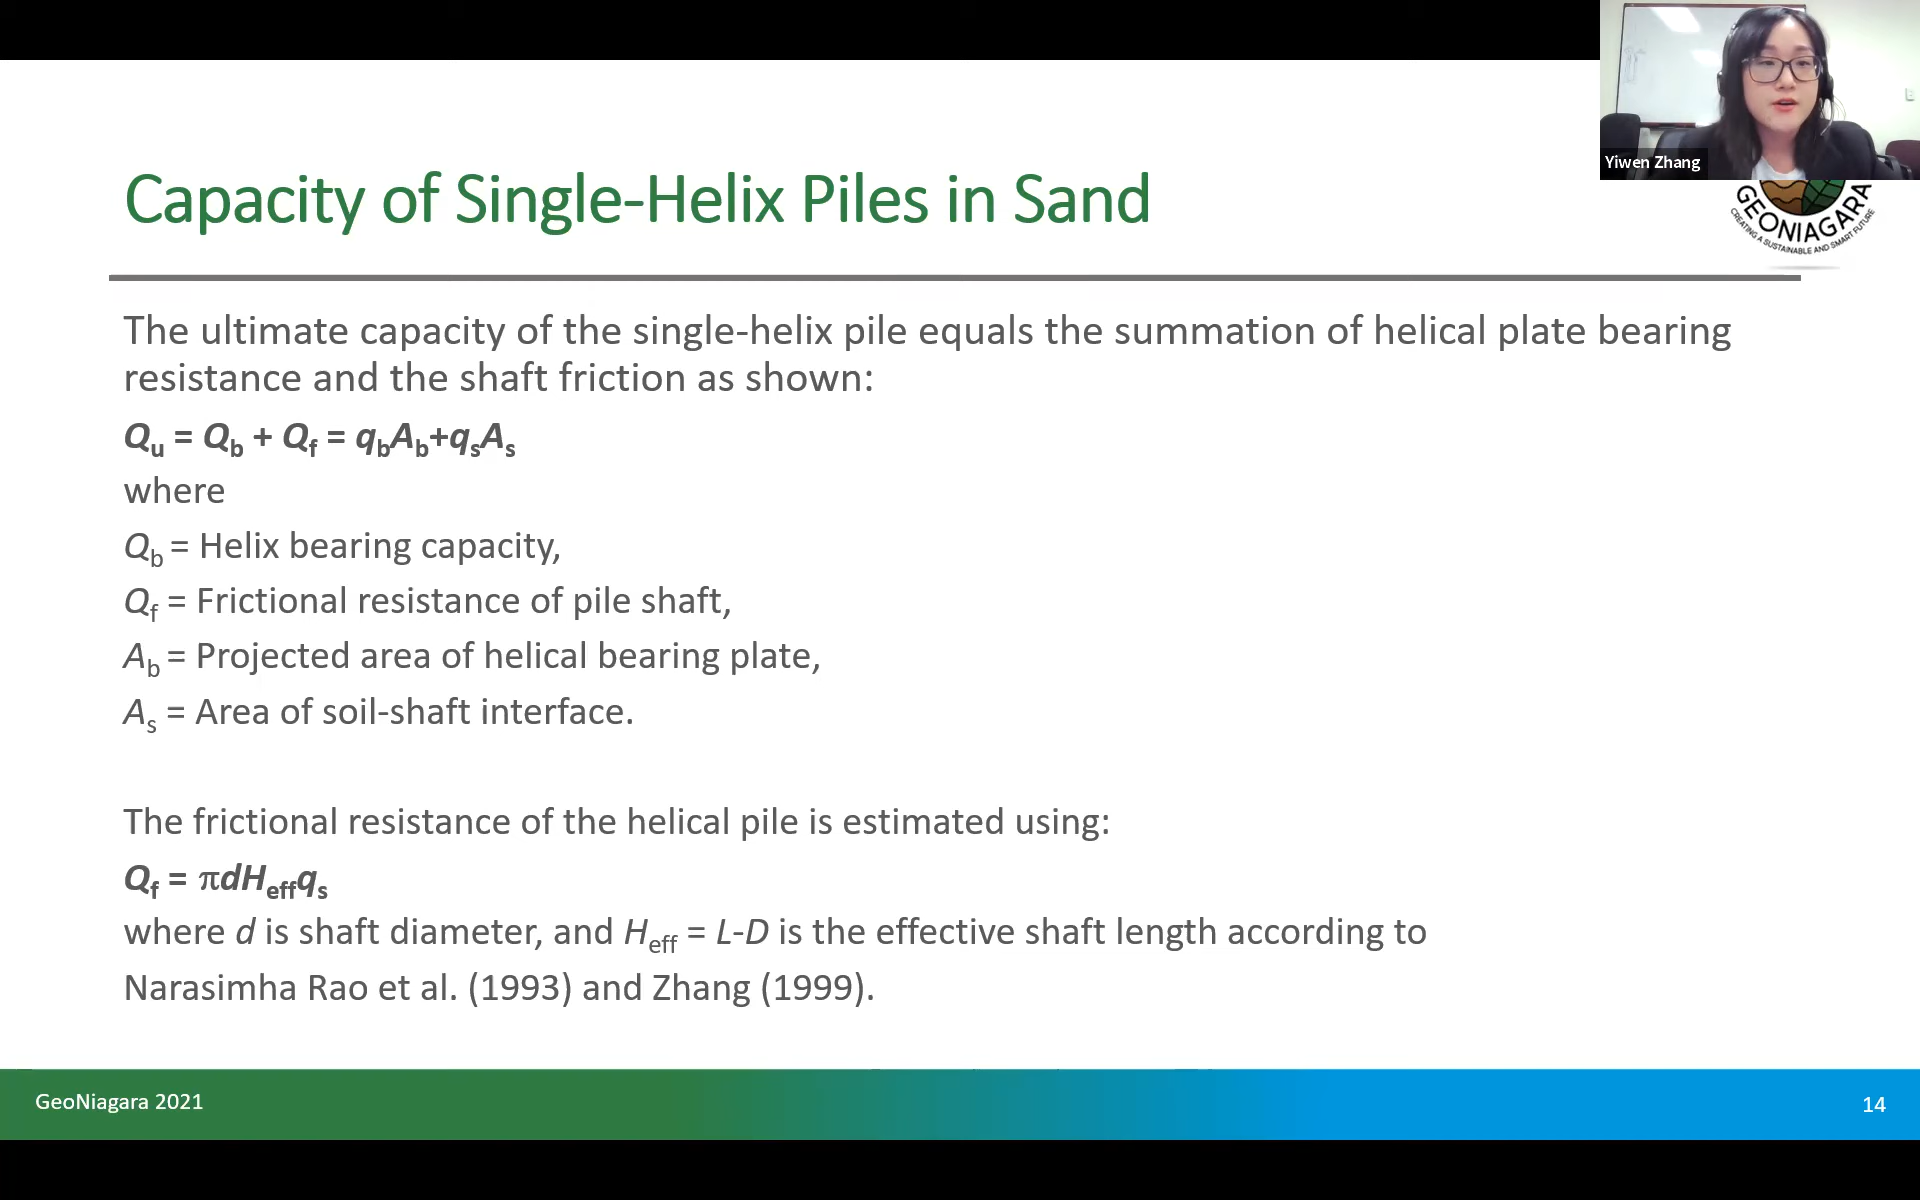 Yiwen Zhang
Capacity of Single-Helix Piles in Sand
GEONIAGARA
CREATING A SUSTAINABLE AND SMART FUTURE
The ultimate capacity of the single-helix pile equals the summation of helical plate bearing
resistance and the shaft friction as shown:
Qu = Qb + Qf = qbAb+qsAs
where
Qb = Helix bearing capacity,
Qf = Frictional resistance of pile shaft,
Ab = Projected area of helical bearing plate,
As = Area of soil-shaft interface.
The frictional resistance of the helical pile is estimated using:
Qf = πdHeffqs
where d is shaft diameter, and Heff = L-D is the effective shaft length according to
Narasimha Rao et al. (1993) and Zhang (1999).
GeoNiagara 2021
14